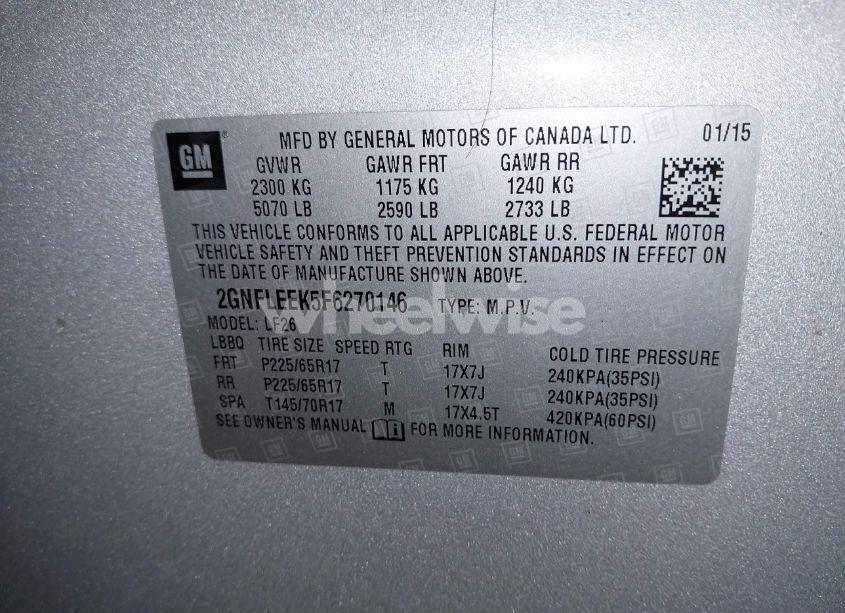 GM MFD BY GENERAL MOTORS OF CANADA LTD. 01/15
GVWR GAWR FRT GAWR RR
2300 KG 1175 KG 1240 KG
5070 LB 2590 LB 2733 LB
THIS VEHICLE CONFORMS TO ALL APPLICABLE U.S. FEDERAL MOTOR
VEHICLE SAFETY AND THEFT PREVENTION STANDARDS IN EFFECT ON
THE DATE OF MANUFACTURE SHOWN ABOVE.
2GNFLEEK5F6270146 TYPE: M.P.V.
wheelwise
MODEL: LF26
LBBQ TIRE SIZE SPEED RTG RIM COLD TIRE PRESSURE
FRT P225/65R17 T 17X7J 240KPA(35PSI)
RR P225/65R17 T 17X7J 240KPA(35PSI)
SPA T145/70R17 M 17X4.5T 420KPA(60PSI)
SEE OWNER'S MANUAL FOR MORE INFORMATION.